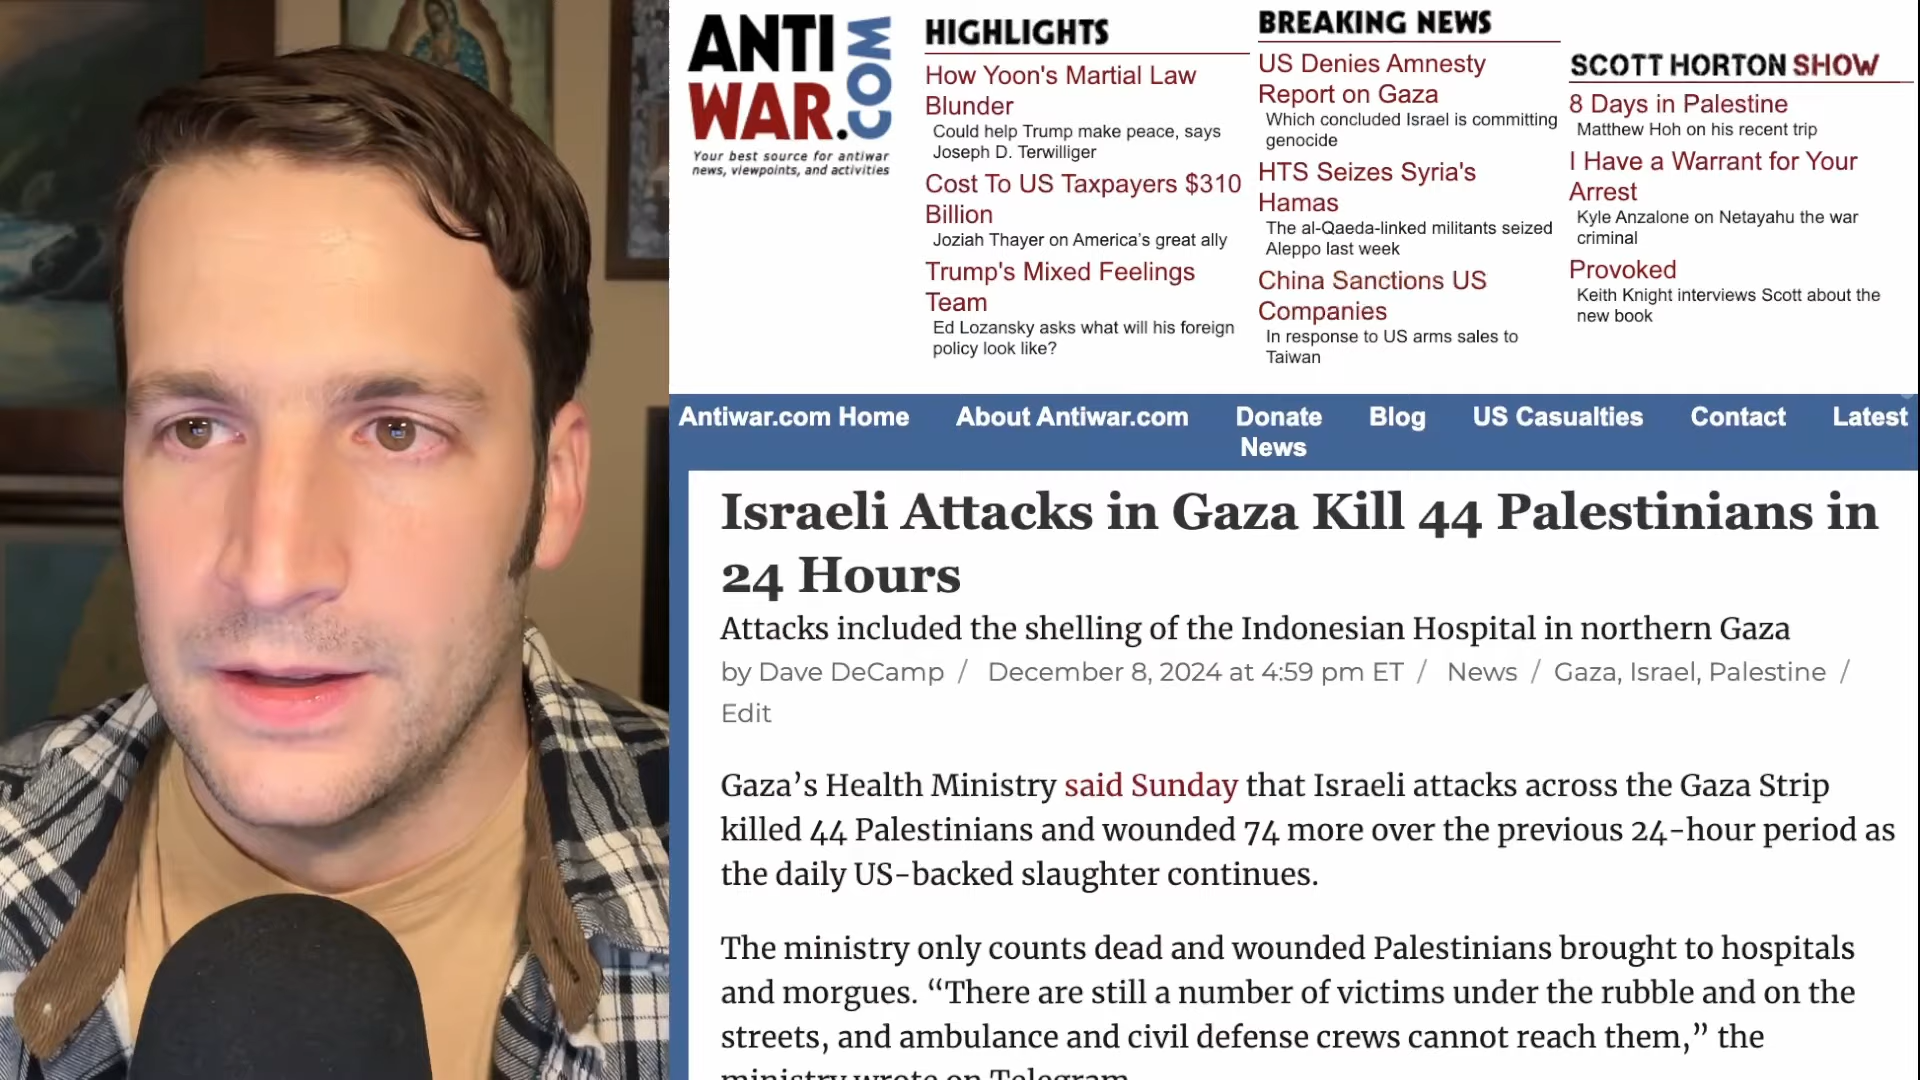 ANTI
WAR.COM
Your best source for antiwar
news, viewpoints, and activities
HIGHLIGHTS
How Yoon's Martial Law
Blunder
Could help Trump make peace, says
Joseph D. Terwilliger
Cost To US Taxpayers $310
Billion
Joziah Thayer on America's great ally
Trump's Mixed Feelings
Team
Ed Lozansky asks what will his foreign
policy look like?
BREAKING NEWS
US Denies Amnesty
Report on Gaza
Which concluded Israel is committing
genocide
HTS Seizes Syria's
Hamas
The al-Qaeda-linked militants seized
Aleppo last week
China Sanctions US
Companies
In response to US arms sales to
Taiwan
SCOTT HORTON SHOW
8 Days in Palestine
Matthew Hoh on his recent trip
I Have a Warrant for Your
Arrest
Kyle Anzalone on Netayahu the war
criminal
Provoked
Keith Knight interviews Scott about the
new book
Antiwar.com Home About Antiwar.com Donate Blog US Casualties Contact Latest
News
Israeli Attacks in Gaza Kill 44 Palestinians in
24 Hours
Attacks included the shelling of the Indonesian Hospital in northern Gaza
by Dave DeCamp / December 8, 2024 at 4:59 pm ET / News / Gaza, Israel, Palestine /
Edit
Gaza’s Health Ministry said Sunday that Israeli attacks across the Gaza Strip
killed 44 Palestinians and wounded 74 more over the previous 24-hour period as
the daily US-backed slaughter continues.
The ministry only counts dead and wounded Palestinians brought to hospitals
and morgues. “There are still a number of victims under the rubble and on the
streets, and ambulance and civil defense crews cannot reach them,” the
ministry wrote on Telegram.